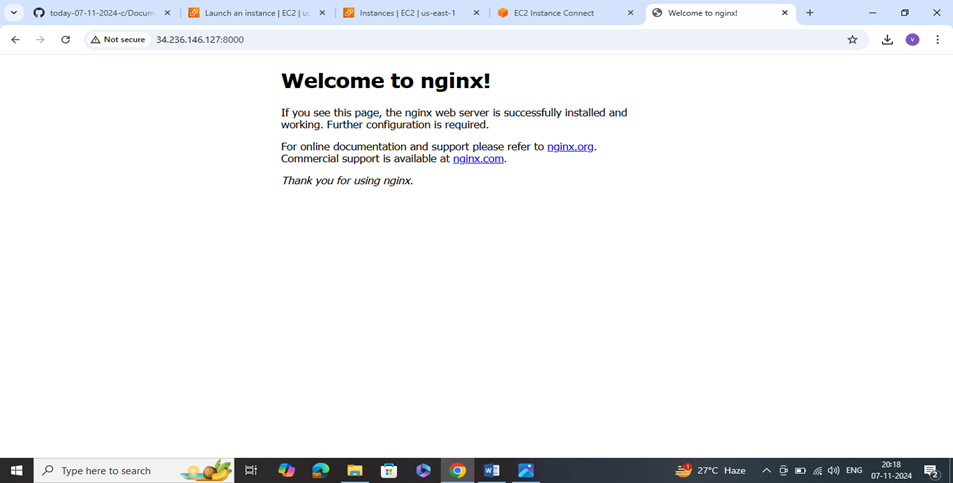 today-07-11-2024-c/Docum
Launch an instance | EC2 | us
Instances | EC2 | us-east-1
EC2 Instance Connect
Welcome to nginx!
Not secure
34.236.146.127:8000
v
Welcome to nginx!
If you see this page, the nginx web server is successfully installed and
working. Further configuration is required.
For online documentation and support please refer to nginx.org.
Commercial support is available at nginx.com.
Thank you for using nginx.
Type here to search
W
1
27°C Haze
ENG
20:18
07-11-2024
2